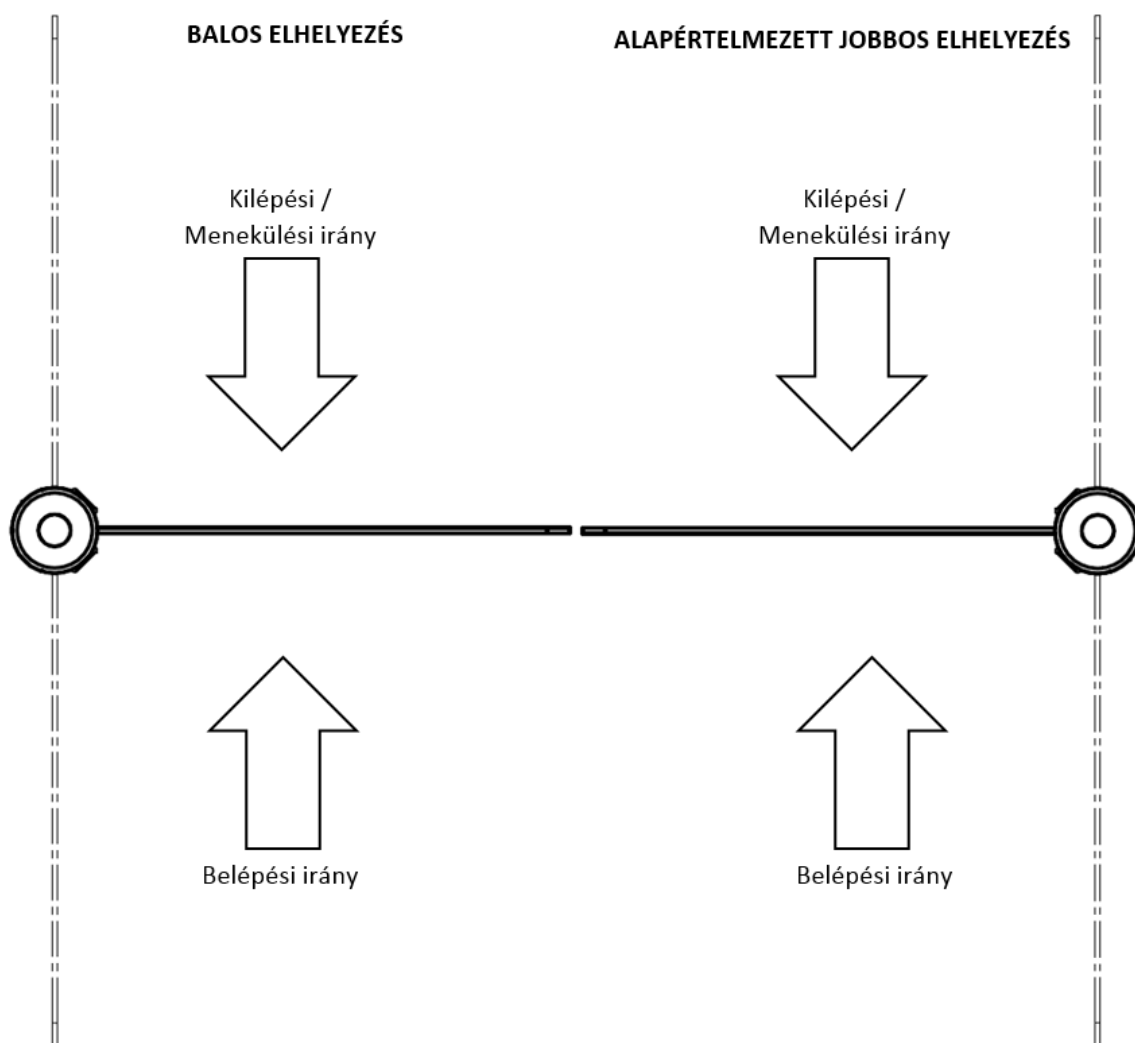 BALOS ELHELYEZÉS
ALAPÉRTELMEZETT JOBBOS ELHELYEZÉS
Kilépési /
Menekülési irány
Kilépési /
Menekülési irány
Belépési irány
Belépési irány